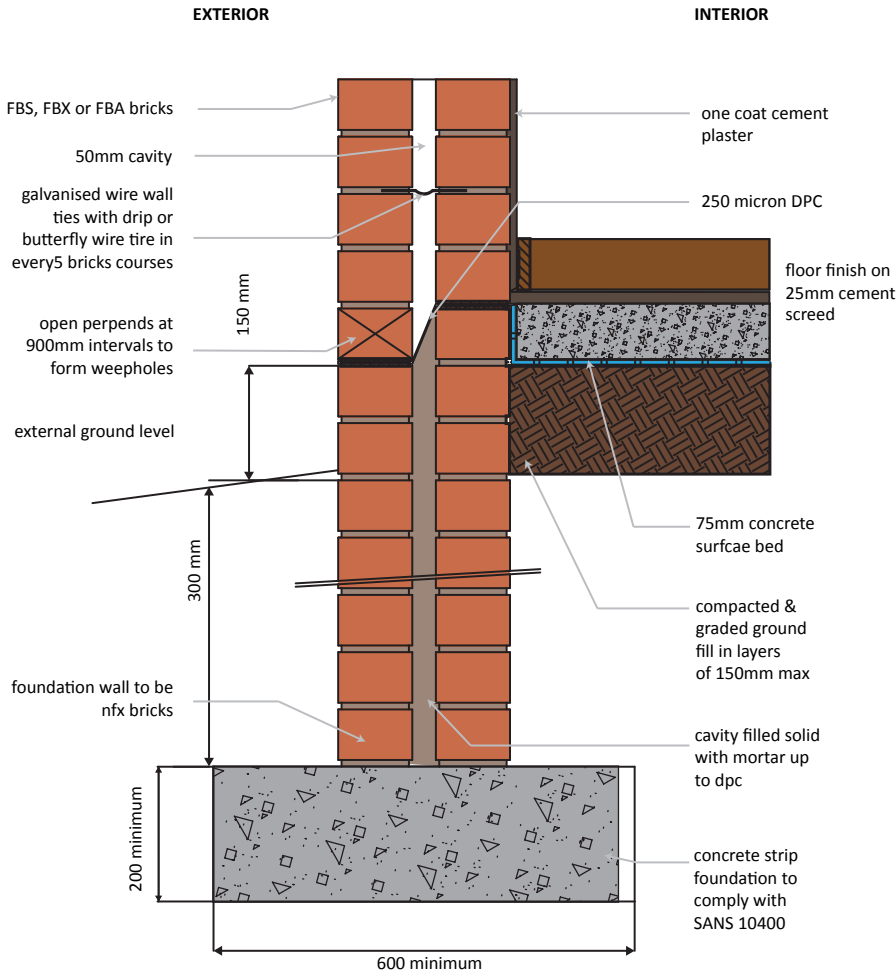 EXTERIOR
INTERIOR
FBS, FBX or FBA bricks
50mm cavity
galvanised wire wall
ties with drip or
butterfly wire tire in
every5 bricks courses
150 mm
open perpends at
900mm intervals to
form weepholes
external ground level
300 mm
foundation wall to be
nfx bricks
200 minimum
600 minimum
one coat cement
plaster
250 micron DPC
floor finish on
25mm cement
screed
75mm concrete
surfcae bed
compacted &
graded ground
fill in layers
of 150mm max
cavity filled solid
with mortar up
to dpc
concrete strip
foundation to
comply with
SANS 10400